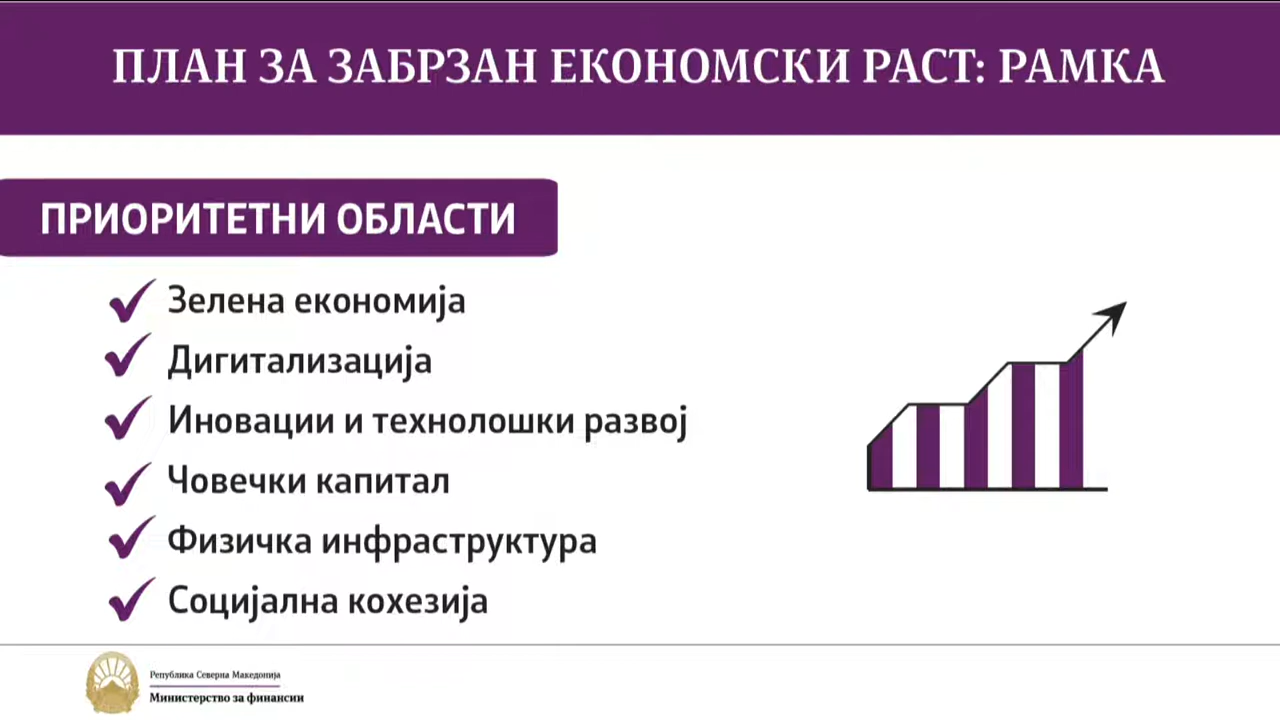 ПЛАН ЗА ЗАБРЗАН ЕКОНОМСКИ РАСТ: РАМКА
ПРИОРИТЕТНИ ОБЛАСТИ
Зелена економија
Дигитализација
Иновации и технолошки развој
Човечки капитал
Физичка инфраструктура
Социјална кохезија
Република Северна Македонија
Министерство за финансии